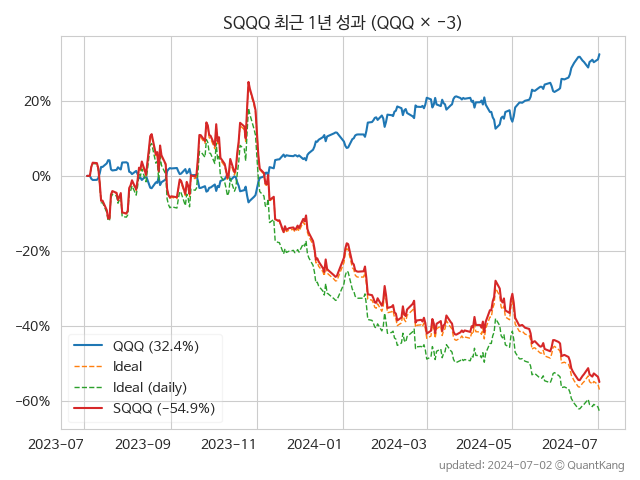 SQQQ 최근 1년 성과 (QQQ × −3)
20%
0%
−20%
−40%
−60%
QQQ (32.4%)
Ideal
Ideal (daily)
SQQQ (−54.9%)
2023-07 2023-09 2023-11 2024-01 2024-03 2024-05 2024-07
updated: 2024-07-02 © QuantKang